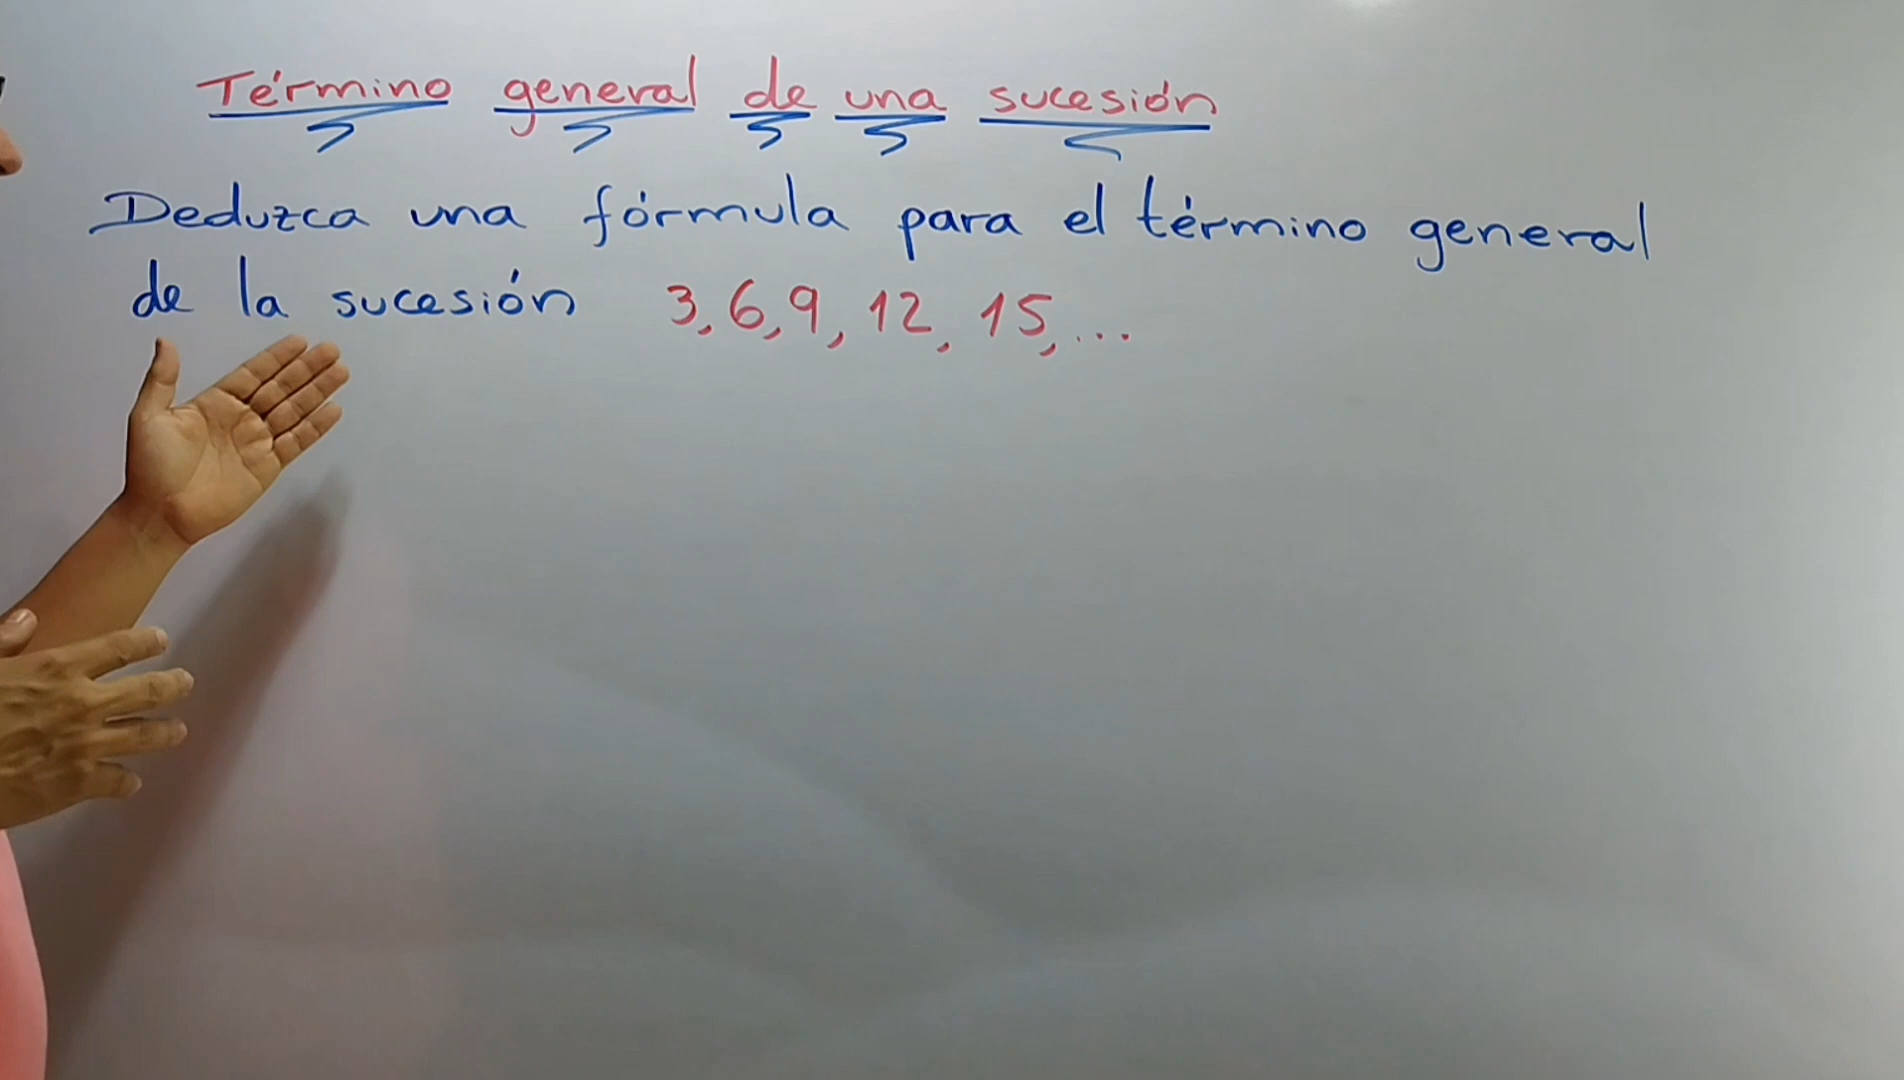 Término general de una sucesión
Deduzca una fórmula para el término general
de la sucesión 3, 6, 9, 12, 15, ...